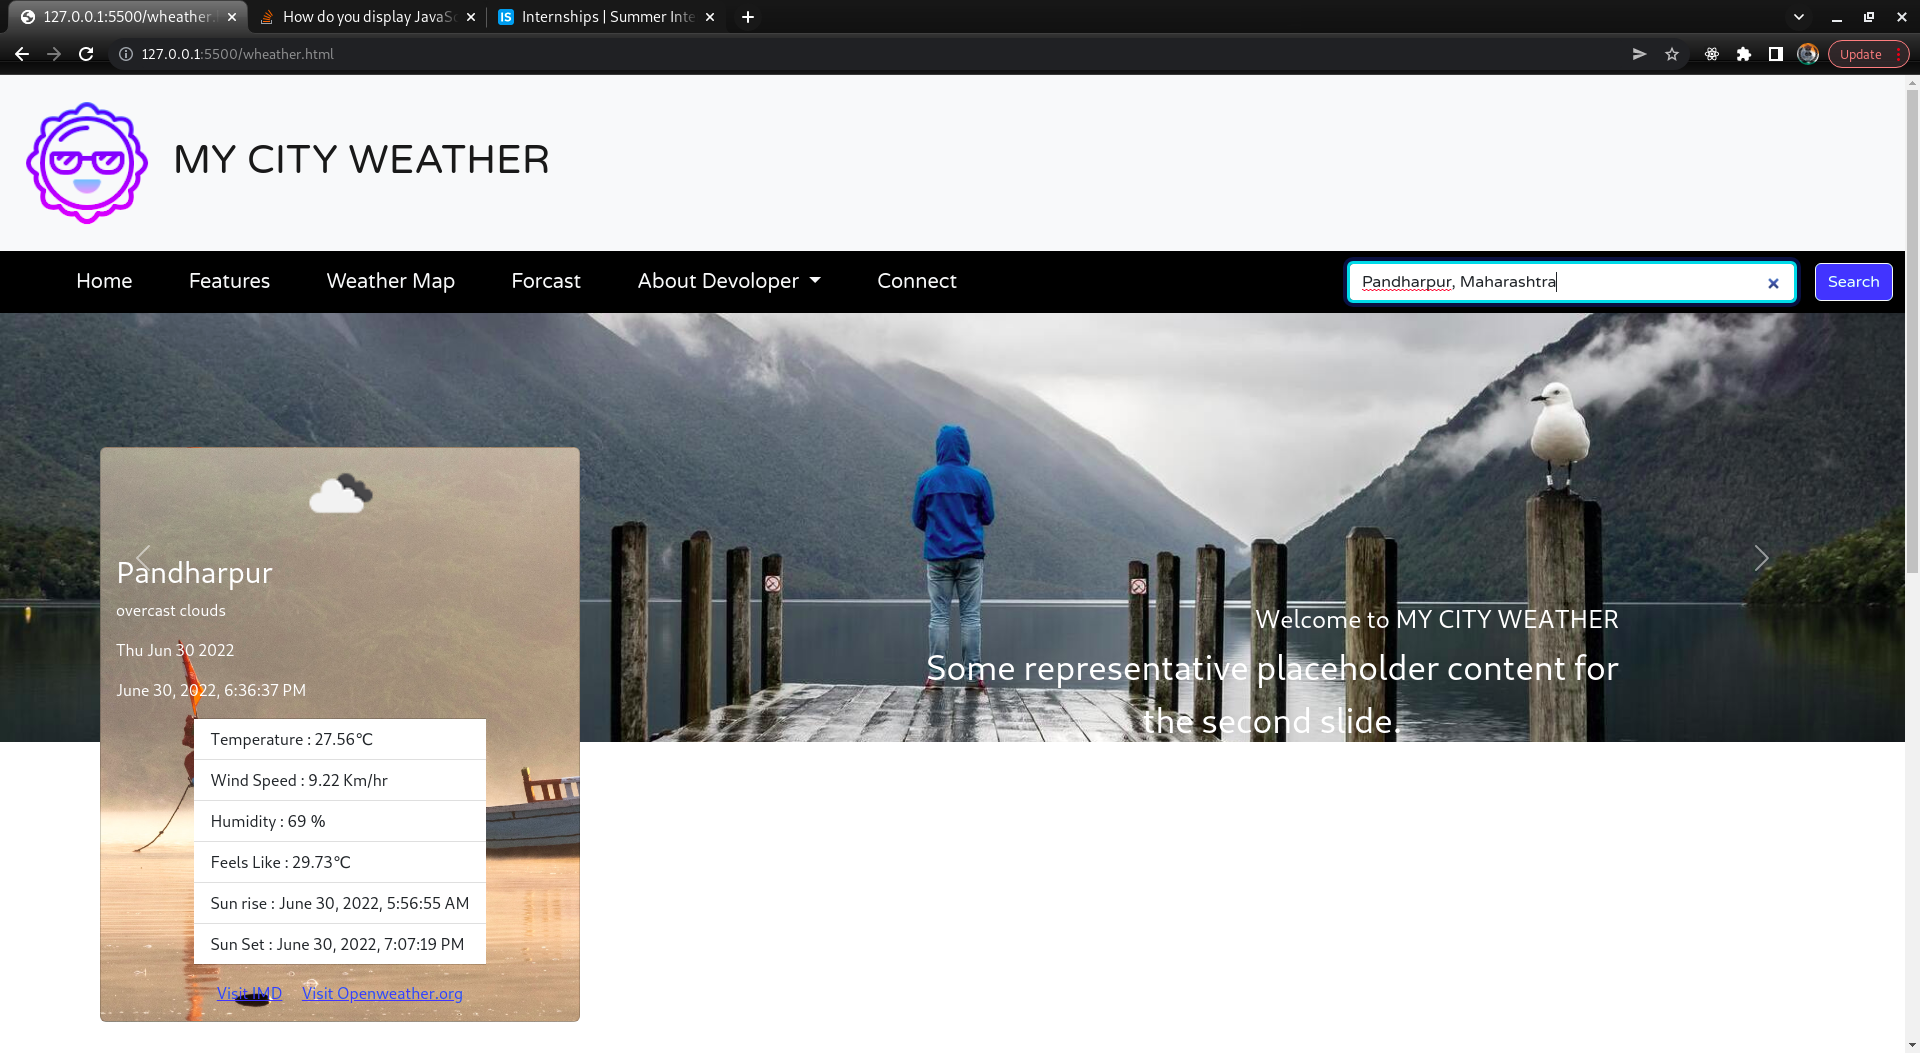 127.0.0.1:5500/wheather.
How do you display JavaSc
Internships | Summer Inte
127.0.0.1:5500/wheather.html
Update
MY CITY WEATHER
Home
Features
Weather Map
Forcast
About Devoloper
Connect
Pandharpur, Maharashtra
Search
Pandharpur
overcast clouds
Thu Jun 30 2022
June 30, 2022, 6:36:37 PM
Temperature : 27.56°C
Wind Speed : 9.22 Km/hr
Humidity : 69 %
Feels Like : 29.73°C
Sun rise : June 30, 2022, 5:56:55 AM
Sun Set : June 30, 2022, 7:07:19 PM
Visit IMD
Visit Openweather.org
Welcome to MY CITY WEATHER
Some representative placeholder content for
the second slide.